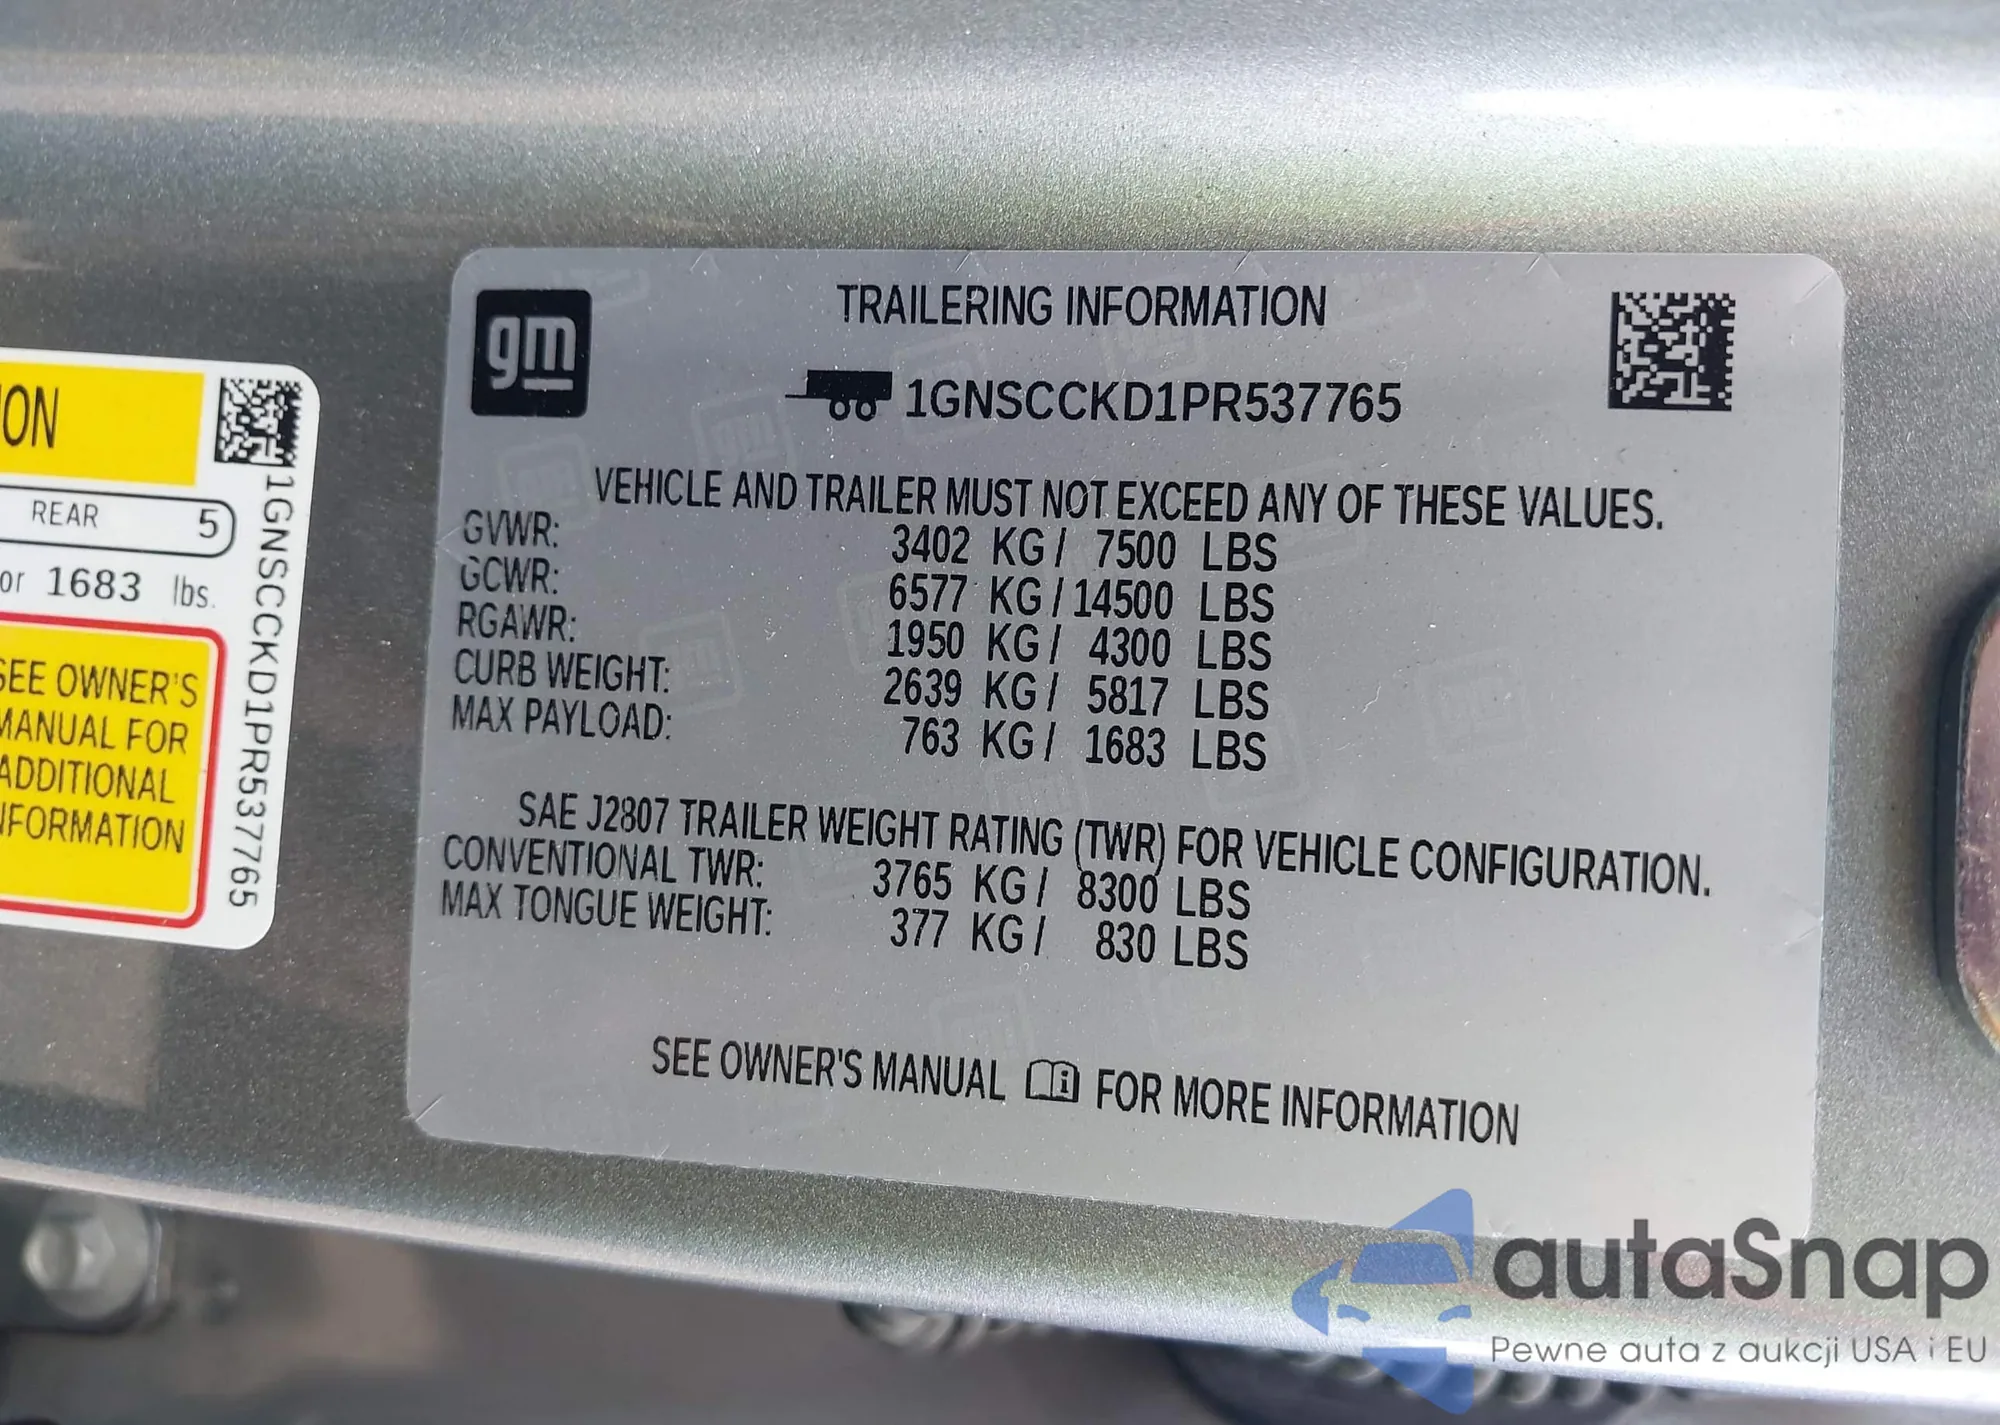 ION
REAR 5
or 1683 lbs.
SEE OWNER'S
MANUAL FOR
ADDITIONAL
INFORMATION
1GNSCCKD1PR537765
gm
TRAILERING INFORMATION
1GNSCCKD1PR537765
VEHICLE AND TRAILER MUST NOT EXCEED ANY OF THESE VALUES.
GVWR: 3402 KG / 7500 LBS
GCWR: 6577 KG / 14500 LBS
RGAWR: 1950 KG / 4300 LBS
CURB WEIGHT: 2639 KG / 5817 LBS
MAX PAYLOAD: 763 KG / 1683 LBS
SAE J2807 TRAILER WEIGHT RATING (TWR) FOR VEHICLE CONFIGURATION.
CONVENTIONAL TWR: 3765 KG / 8300 LBS
MAX TONGUE WEIGHT: 377 KG / 830 LBS
SEE OWNER'S MANUAL FOR MORE INFORMATION
autaSnap
Pewne auta z aukcji USA i EU